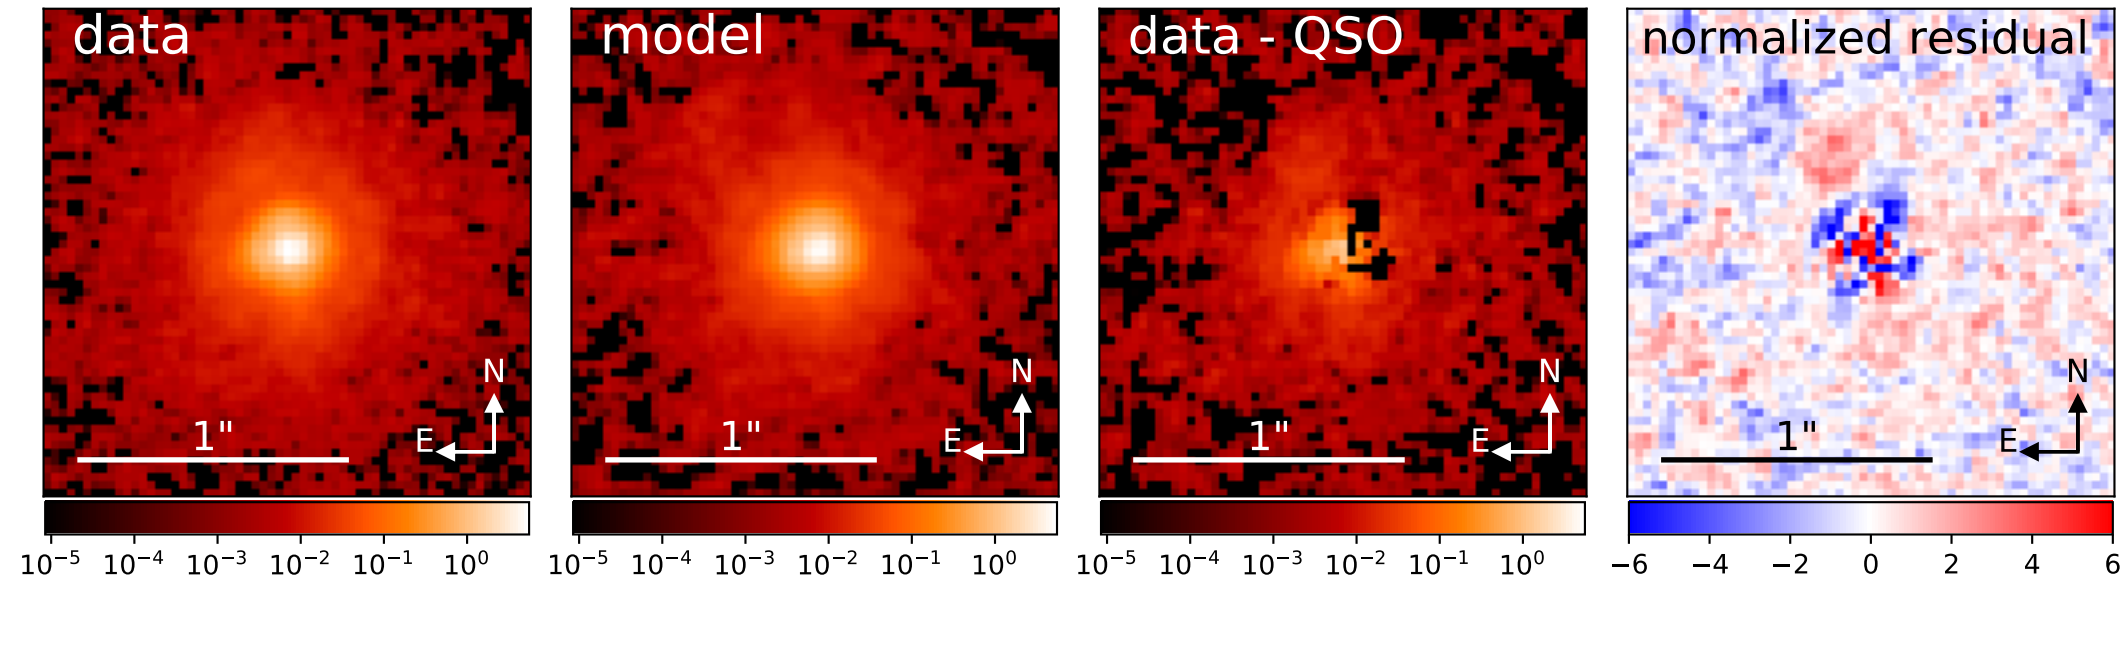 data
model
data - QSO
normalized residual
N
E
1"
N
E
1"
N
E
1"
N
E
1"
10⁻⁵ 10⁻⁴ 10⁻³ 10⁻² 10⁻¹ 10⁰
10⁻⁵ 10⁻⁴ 10⁻³ 10⁻² 10⁻¹ 10⁰
10⁻⁵ 10⁻⁴ 10⁻³ 10⁻² 10⁻¹ 10⁰
−6 −4 −2 0 2 4 6